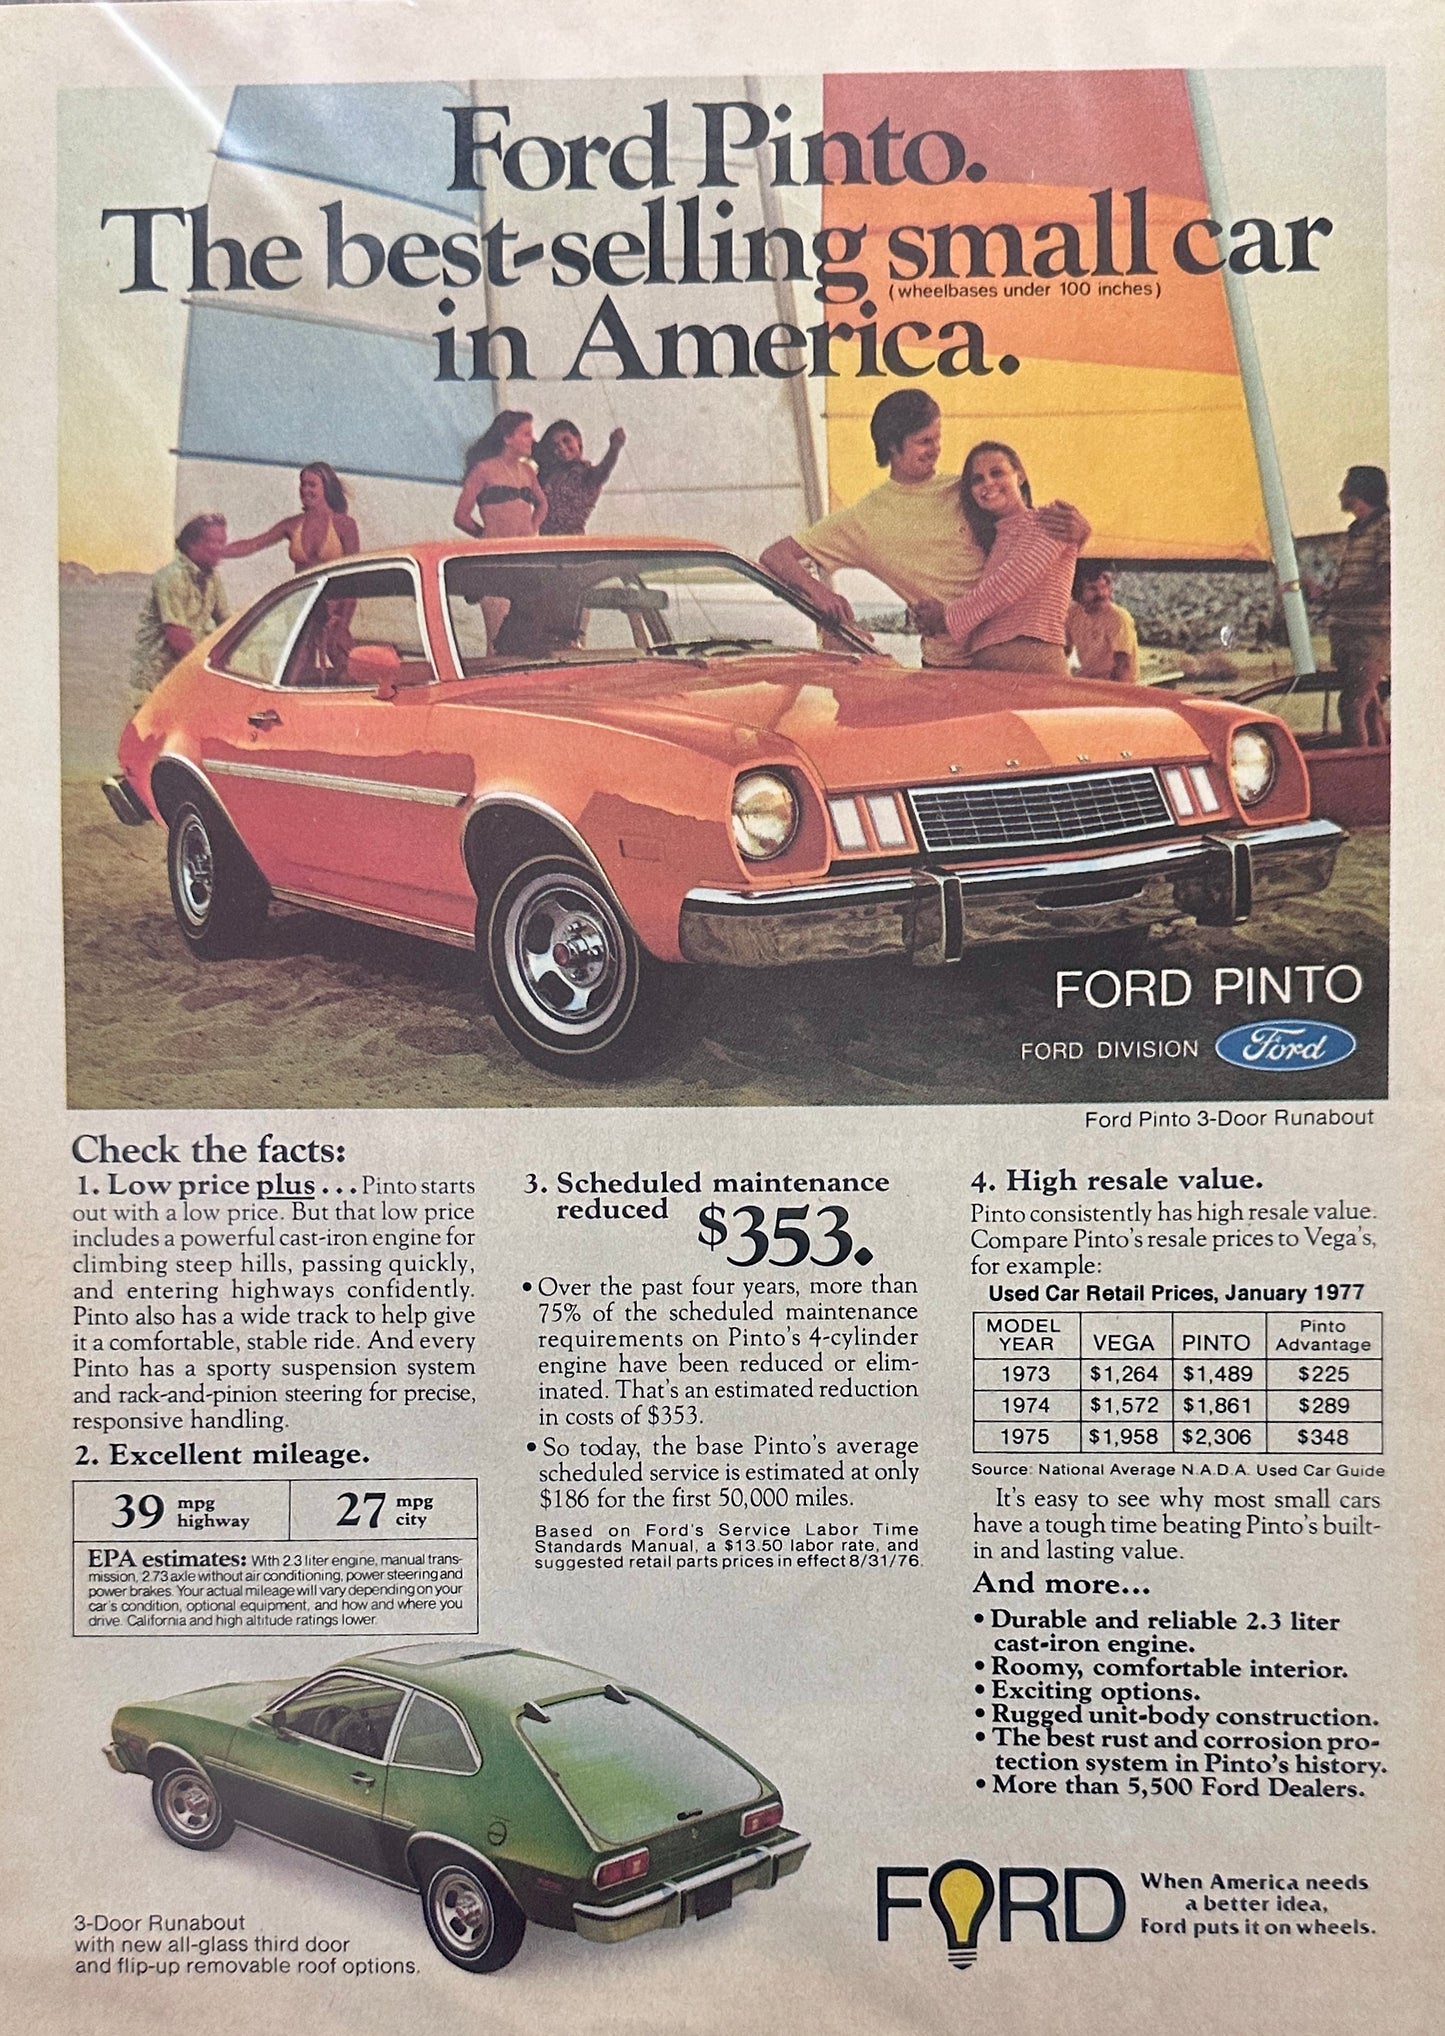 Ford Pinto.
The best-selling small car
(wheelbases under 100 inches)
in America.
FORD
FORD PINTO
FORD DIVISION Ford
Ford Pinto 3-Door Runabout
Check the facts:
1. Low price plus... Pinto starts
out with a low price. But that low price
includes a powerful cast-iron engine for
climbing steep hills, passing quickly,
and entering highways confidently.
Pinto also has a wide track to help give
it a comfortable, stable ride. And every
Pinto has a sporty suspension system
and rack-and-pinion steering for precise,
responsive handling.
2. Excellent mileage.
39 mpg highway
27 mpg city
EPA estimates: With 2.3 liter engine, manual trans-
mission, 2.73 axle without air conditioning, power steering and
power brakes. Your actual mileage will vary depending on your
car's condition, optional equipment, and how and where you
drive. California and high altitude ratings lower.
3-Door Runabout
with new all-glass third door
and flip-up removable roof options.
3. Scheduled maintenance
reduced $353.
• Over the past four years, more than
75% of the scheduled maintenance
requirements on Pinto's 4-cylinder
engine have been reduced or elim-
inated. That's an estimated reduction
in costs of $353.
• So today, the base Pinto's average
scheduled service is estimated at only
$186 for the first 50,000 miles.
Based on Ford's Service Labor Time
Standards Manual, a $13.50 labor rate, and
suggested retail parts prices in effect 8/31/76.
4. High resale value.
Pinto consistently has high resale value.
Compare Pinto's resale prices to Vega's,
for example:
Used Car Retail Prices, January 1977
MODEL YEAR VEGA PINTO Pinto Advantage
1973 $1,264 $1,489 $225
1974 $1,572 $1,861 $289
1975 $1,958 $2,306 $348
Source: National Average N.A.D.A. Used Car Guide
It's easy to see why most small cars
have a tough time beating Pinto's built-
in and lasting value.
And more...
• Durable and reliable 2.3 liter
cast-iron engine.
• Roomy, comfortable interior.
• Exciting options.
• Rugged unit-body construction.
• The best rust and corrosion pro-
tection system in Pinto's history.
• More than 5,500 Ford Dealers.
FORD
When America needs
a better idea,
Ford puts it on wheels.